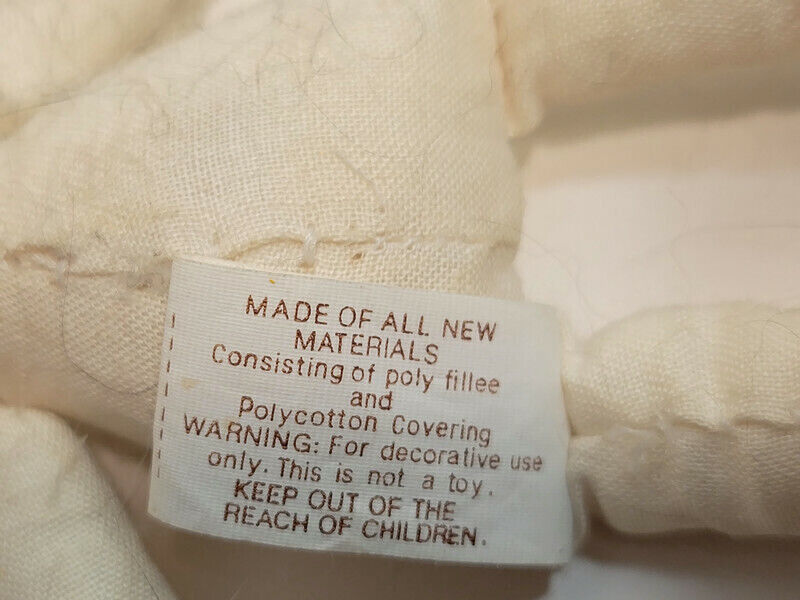 MADE OF ALL NEW
MATERIALS
Consisting of poly fillee
and
Polycotton Covering
WARNING: For decorative use
only. This is not a toy.
KEEP OUT OF THE
REACH OF CHILDREN.